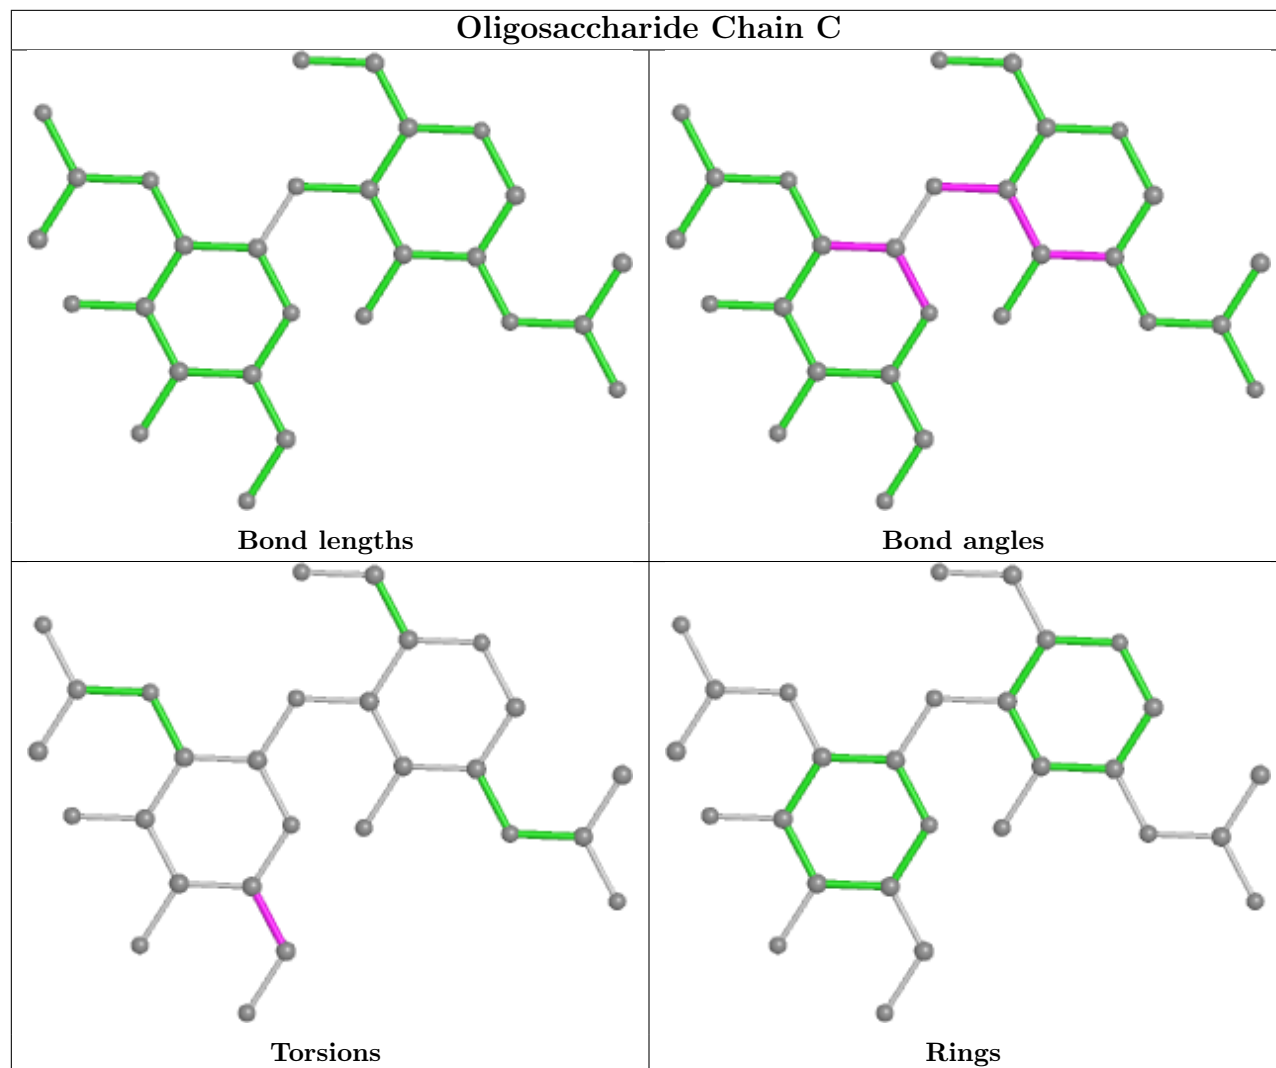 Oligosaccharide Chain C
Bond lengths
Bond angles
Torsions
Rings